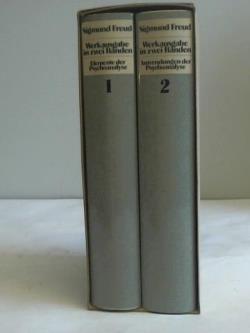 Sigmund Freud
Werkausgabe
in zwei Bänden
Elemente der
Psychoanalyse
1
Sigmund Freud
Werkausgabe
in zwei Bänden
Anwendungen der
Psychoanalyse
2